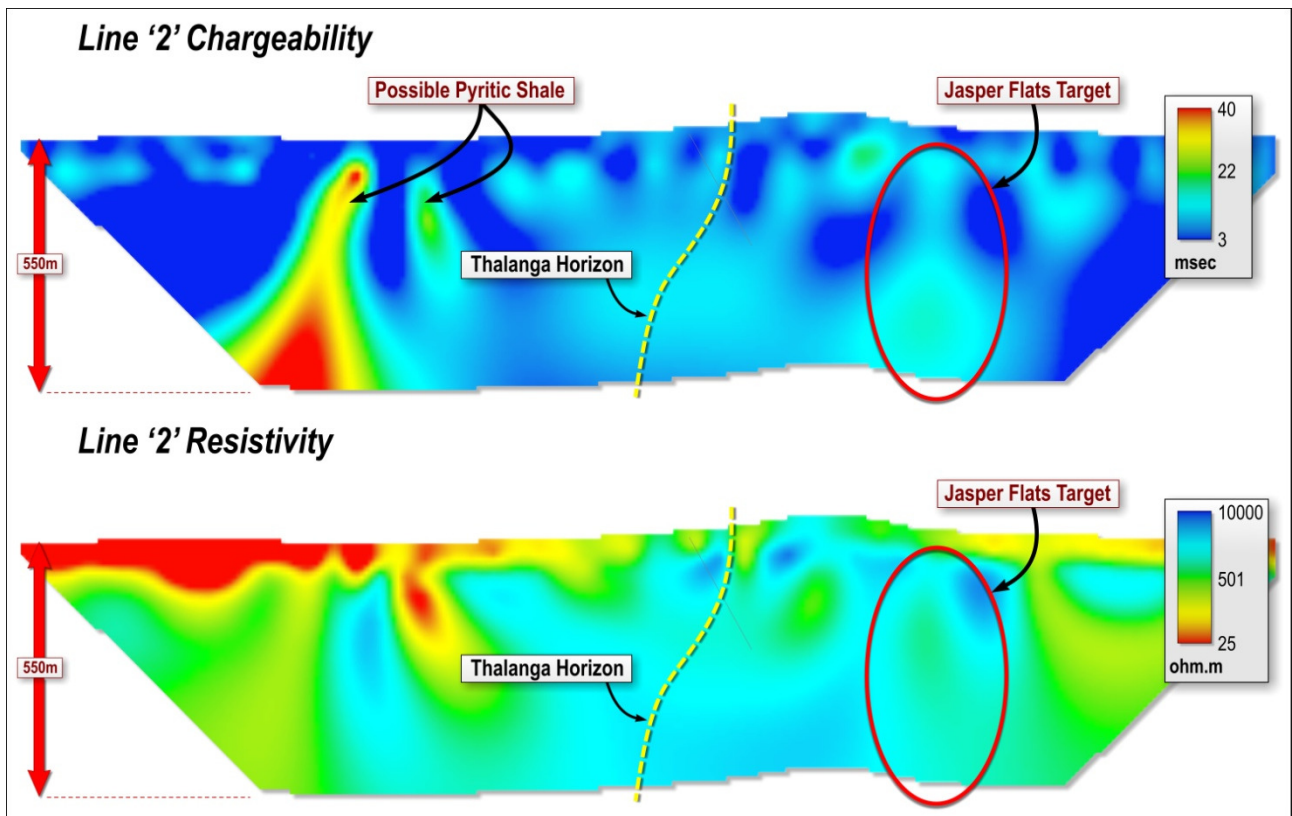 Line ‘2’ Chargeability
Possible Pyritic Shale
Jasper Flats Target
40
22
3
msec
550m
Thalanga Horizon
Line ‘2’ Resistivity
Jasper Flats Target
10000
501
25
ohm.m
550m
Thalanga Horizon